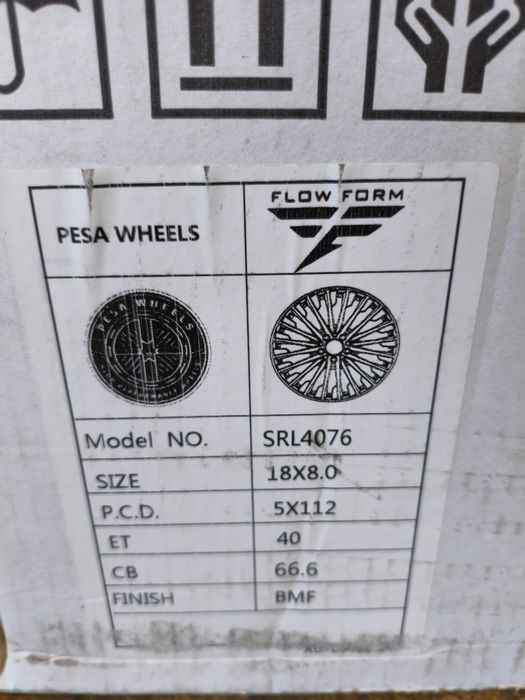 PESA WHEELS
FLOW FORM
PESA WHEELS
Model NO. SRL4076
SIZE 18X8.0
P.C.D. 5X112
ET 40
CB 66.6
FINISH BMF